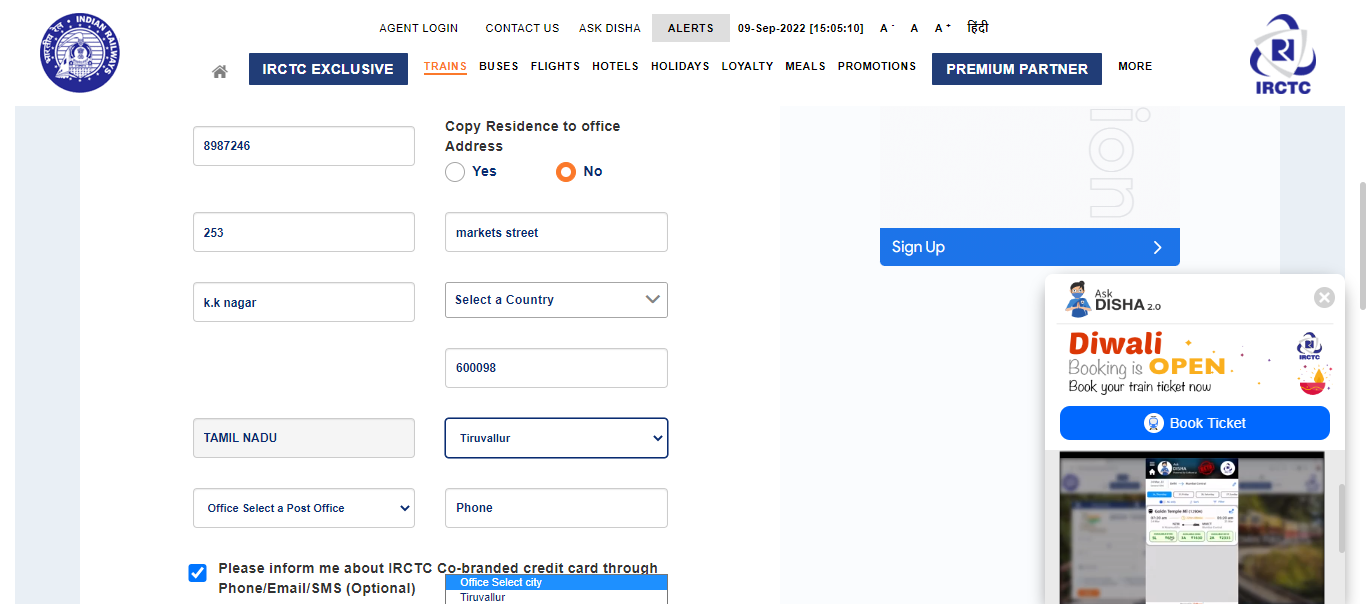 AGENT LOGIN CONTACT US ASK DISHA ALERTS 09-Sep-2022 [15:05:10] A - A A + हिंदी
INDIAN RAILWAYS
भारतीय रेल
IRCTC EXCLUSIVE TRAINS BUSES FLIGHTS HOTELS HOLIDAYS LOYALTY MEALS PROMOTIONS PREMIUM PARTNER MORE
IRCTC
8987246
Copy Residence to office
Address
Yes No
ion
253 markets street
Sign Up
k.k nagar Select a Country
Ask
DISHA 2.0
Diwali
Booking is OPEN
Book your train ticket now
IRCTC
600098
Book Ticket
TAMIL NADU Tiruvallur
Office Select a Post Office Phone
Please inform me about IRCTC Co-branded credit card through
Phone/Email/SMS (Optional)
Office Select city
Tiruvallur